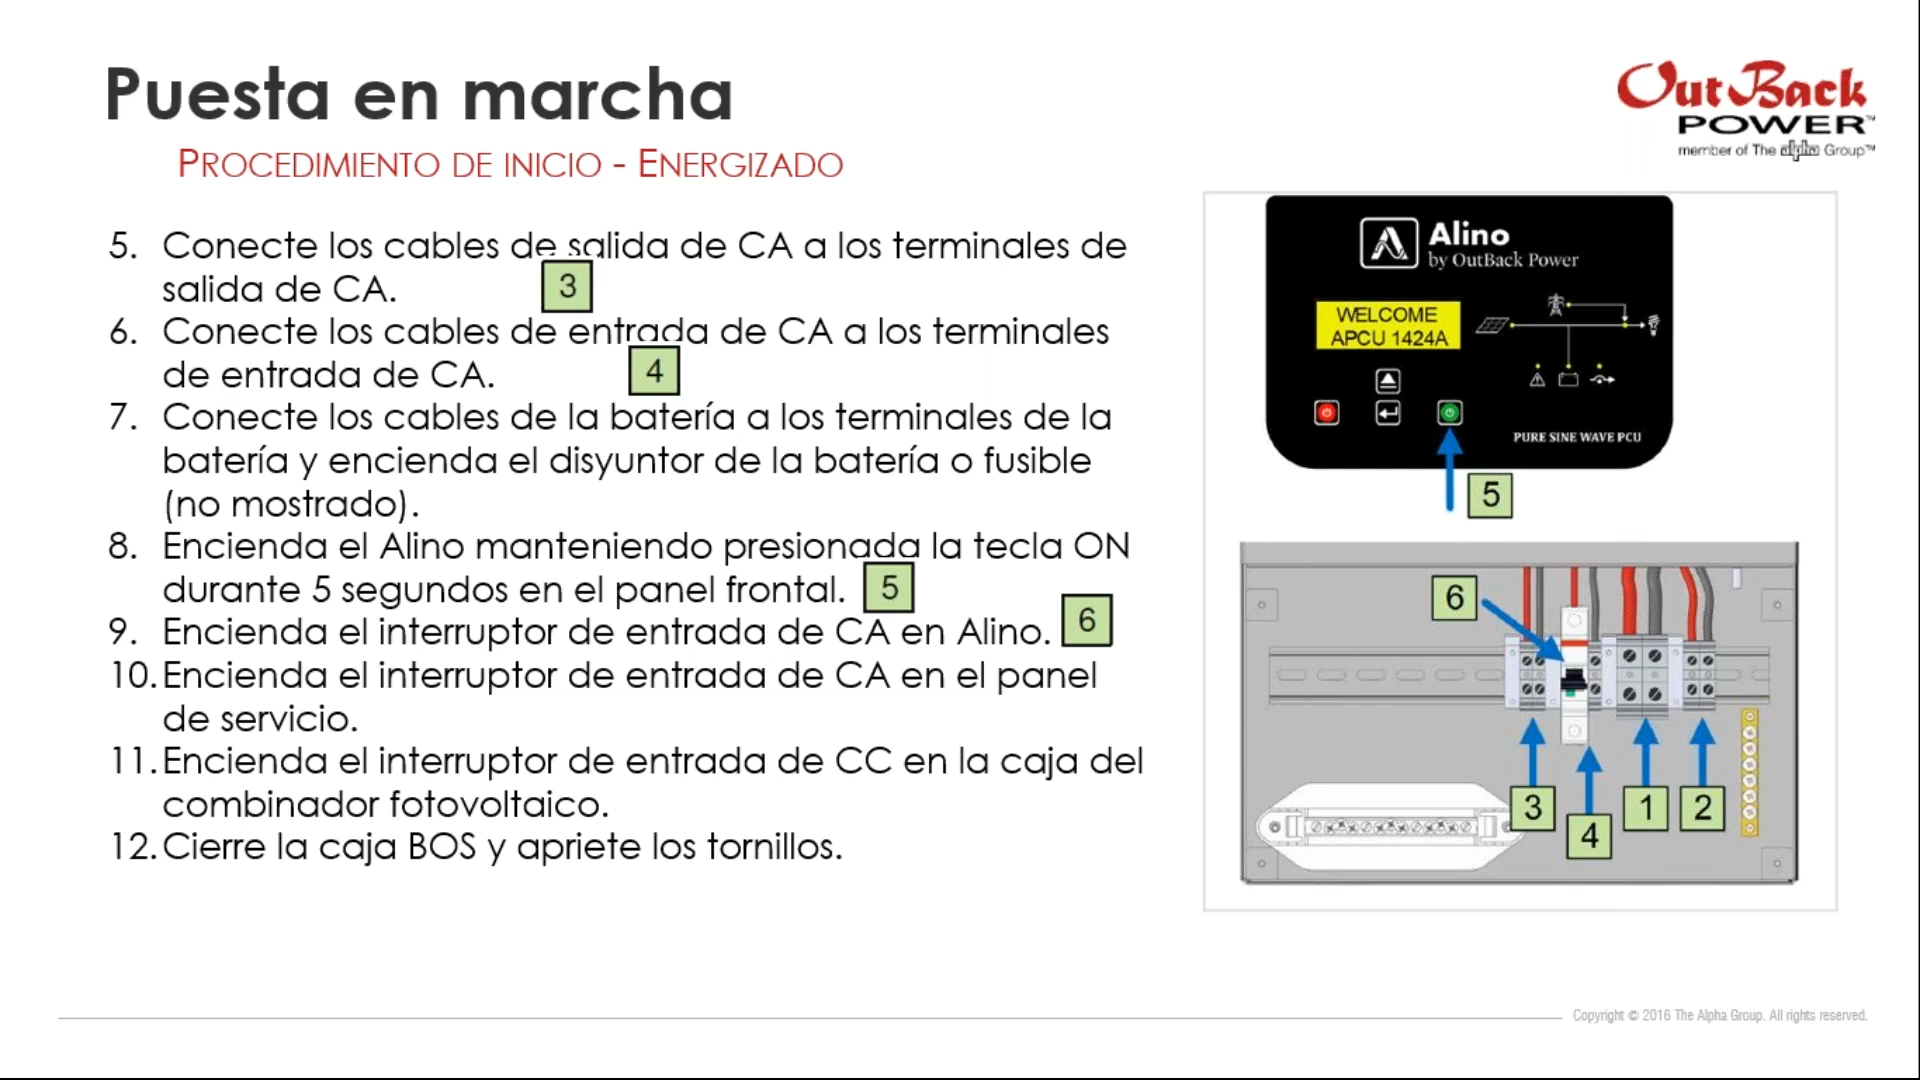 Puesta en marcha
PROCEDIMIENTO DE INICIO - ENERGIZADO
OutBack
POWER™
member of The alpha Group™
5. Conecte los cables de salida de CA a los terminales de
salida de CA. 3
6. Conecte los cables de entrada de CA a los terminales
de entrada de CA. 4
7. Conecte los cables de la batería a los terminales de la
batería y encienda el disyuntor de la batería o fusible
(no mostrado).
8. Encienda el Alino manteniendo presionada la tecla ON
durante 5 segundos en el panel frontal. 5
9. Encienda el interruptor de entrada de CA en Alino. 6
10. Encienda el interruptor de entrada de CA en el panel
de servicio.
11. Encienda el interruptor de entrada de CC en la caja del
combinador fotovoltaico.
12. Cierre la caja BOS y apriete los tornillos.
Alino
by OutBack Power
WELCOME
APCU 1424A
PURE SINE WAVE PCU
5
6
3
4
1
2
Copyright © 2016 The Alpha Group. All rights reserved.